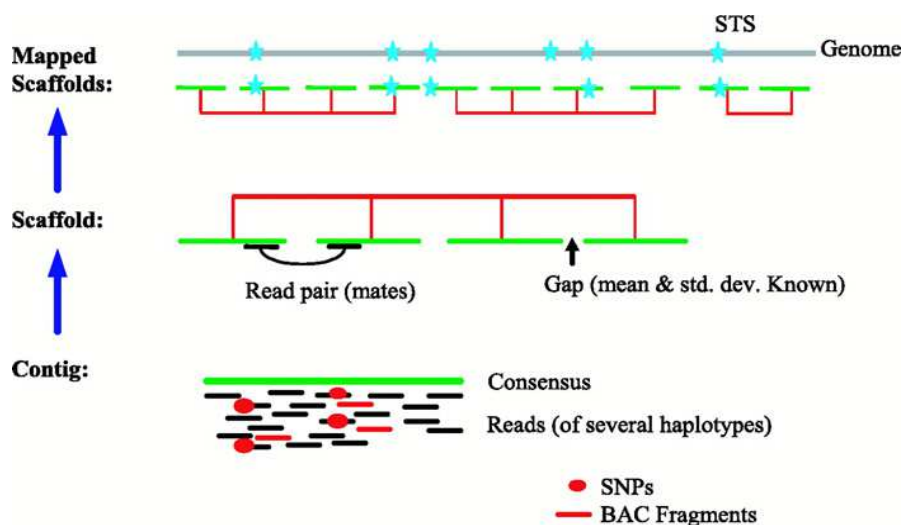 STS
Genome
Mapped
Scaffolds:
Scaffold:
Read pair (mates)
Gap (mean & std. dev. Known)
Contig:
Consensus
Reads (of several haplotypes)
SNPs
BAC Fragments